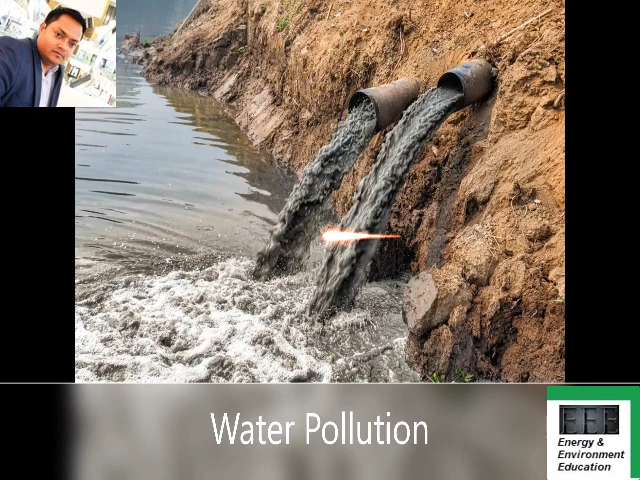 Water Pollution
EEE
Energy &
Environment
Education